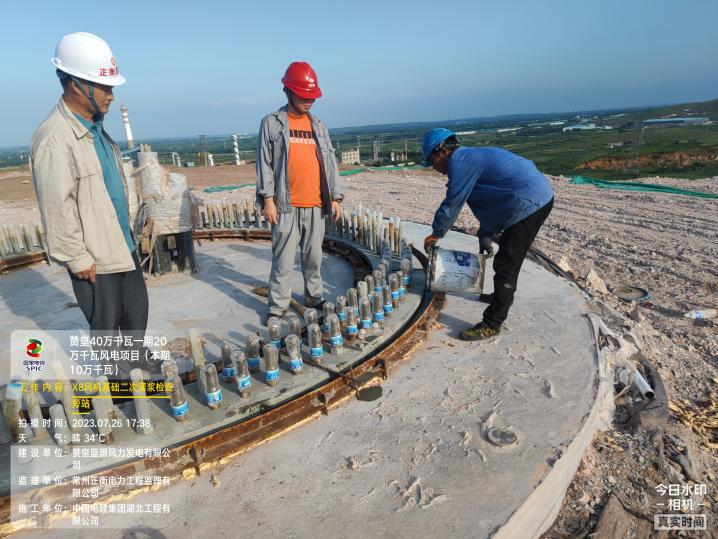 正衡
SPIC
国家电投
赞皇40万千瓦一期20
万千瓦风电项目（本期
10万千瓦）
工作内容：X8风机基础二次灌浆检查
旁站
拍摄时间：2023.07.26 17:38
天　　气：晴 34℃
建设单位：赞皇蓝源风力发电有限公
司
监理单位：常州正衡电力工程监理有
限公司
施工单位：中国电建集团湖北工程有
限公司
今日水印
相机
真实时间